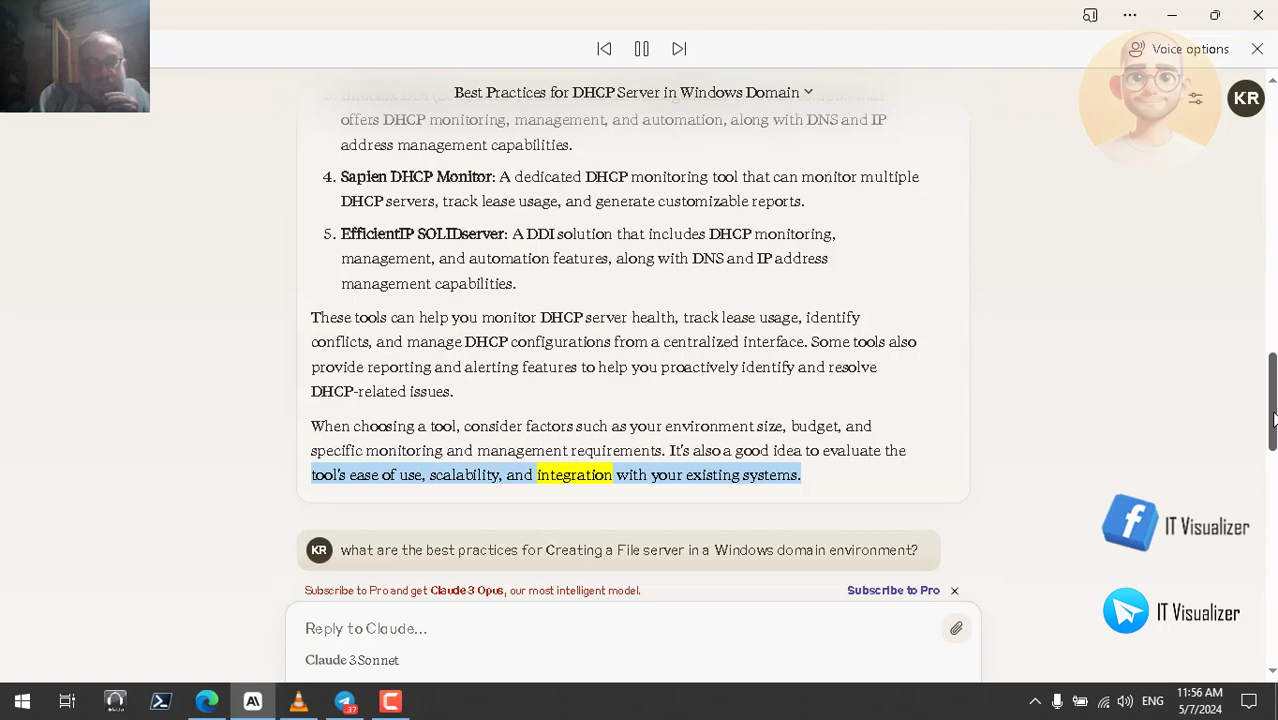 Voice options
Best Practices for DHCP Server in Windows Domain
KR
offers DHCP monitoring, management, and automation, along with DNS and IP
address management capabilities.
4. Sapien DHCP Monitor: A dedicated DHCP monitoring tool that can monitor multiple
DHCP servers, track lease usage, and generate customizable reports.
5. EfficientIP SOLIDserver: A DDI solution that includes DHCP monitoring,
management, and automation features, along with DNS and IP address
management capabilities.
These tools can help you monitor DHCP server health, track lease usage, identify
conflicts, and manage DHCP configurations from a centralized interface. Some tools also
provide reporting and alerting features to help you proactively identify and resolve
DHCP-related issues.
When choosing a tool, consider factors such as your environment size, budget, and
specific monitoring and management requirements. It's also a good idea to evaluate the
tool's ease of use, scalability, and integration with your existing systems.
IT Visualizer
KR what are the best practices for Creating a File server in a Windows domain environment?
Subscribe to Pro and get Claude 3 Opus, our most intelligent model.
Subscribe to Pro
IT Visualizer
Reply to Claude...
Claude 3 Sonnet
37
ENG
11:56 AM
5/7/2024